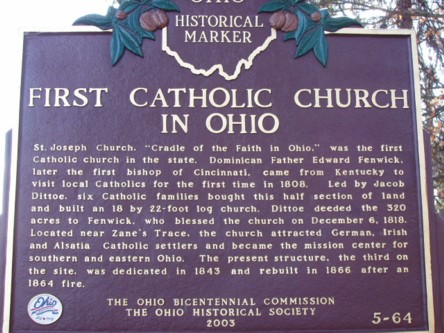 OHIO
HISTORICAL
MARKER
FIRST CATHOLIC CHURCH
IN OHIO
St. Joseph Church, "Cradle of the Faith in Ohio," was the first
Catholic church in the state. Dominican Father Edward Fenwick,
later the first bishop of Cincinnati, came from Kentucky to
visit local Catholics for the first time in 1808. Led by Jacob
Dittoe, six Catholic families bought this half section of land
and built an 18 by 22-foot log church. Dittoe deeded the 320
acres to Fenwick, who blessed the church on December 6, 1818.
Located near Zane's Trace, the church attracted German, Irish
and Alsatia Catholic settlers and became the mission center for
southern and eastern Ohio. The present structure, the third on
the site, was dedicated in 1843 and rebuilt in 1866 after an
1864 fire.
Ohio
THE OHIO BICENTENNIAL COMMISSION
THE OHIO HISTORICAL SOCIETY
2003
5-64